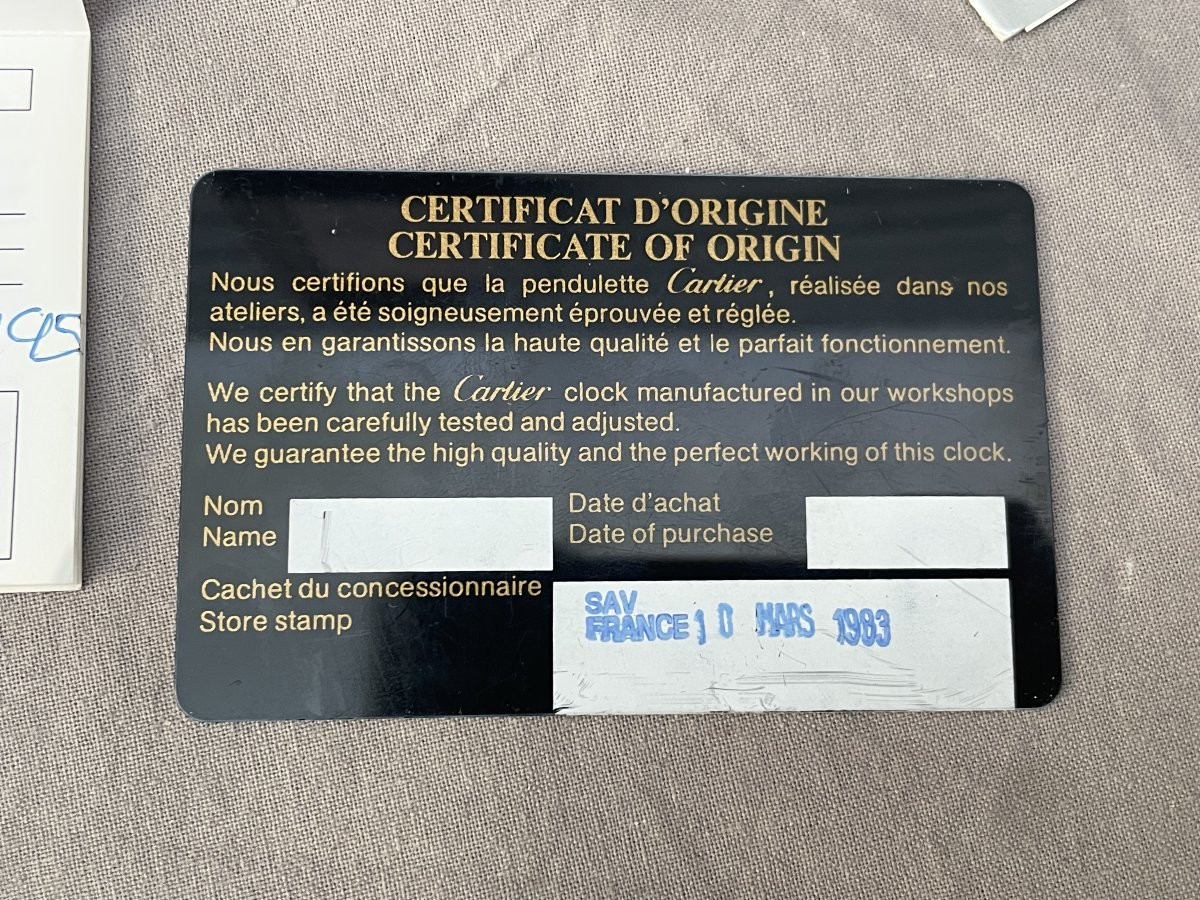 CERTIFICAT D'ORIGINE
CERTIFICATE OF ORIGIN
Nous certifions que la pendulette Cartier, réalisée dans nos
ateliers, a été soigneusement éprouvée et réglée.
Nous en garantissons la haute qualité et le parfait fonctionnement.
We certify that the Cartier clock manufactured in our workshops
has been carefully tested and adjusted.
We guarantee the high quality and the perfect working of this clock.
Nom
Name
Date d'achat
Date of purchase
Cachet du concessionnaire
Store stamp
SAV
FRANCE 10 MARS 1983